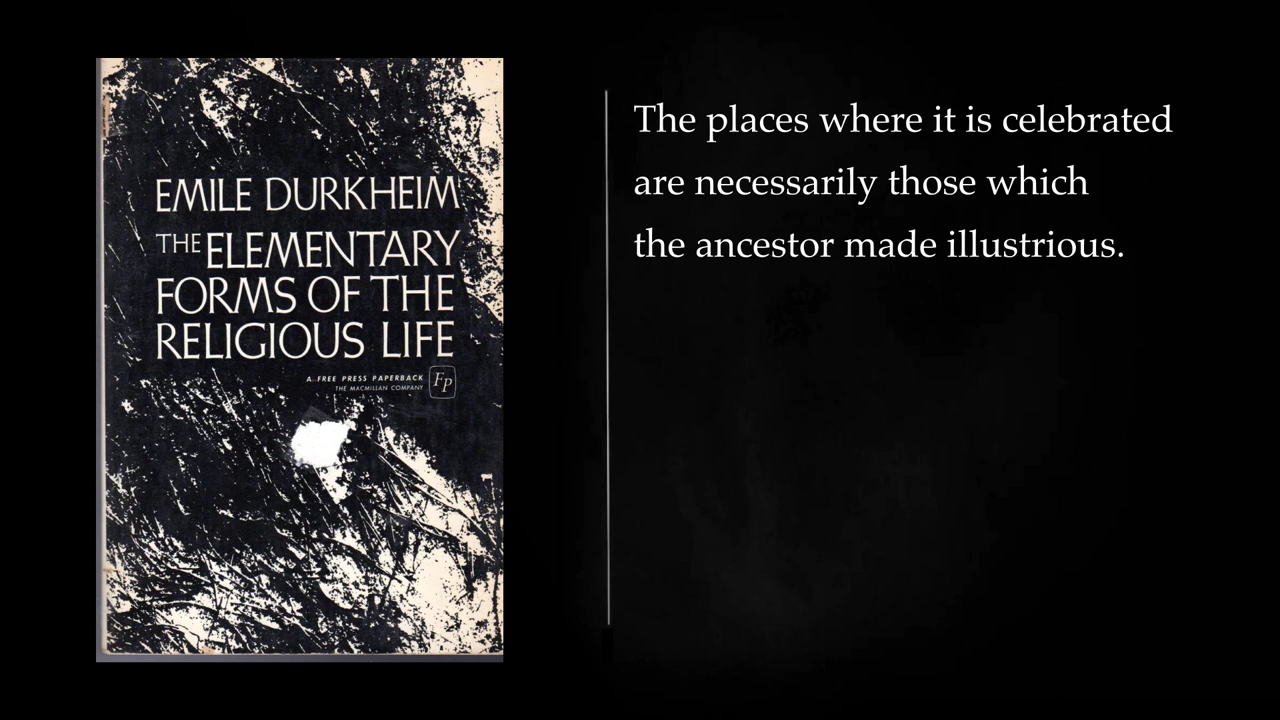 EMILE DURKHEIM
THE ELEMENTARY
FORMS OF THE
RELIGIOUS LIFE
A FREE PRESS PAPERBACK
THE MACMILLAN COMPANY
FP
The places where it is celebrated
are necessarily those which
the ancestor made illustrious.